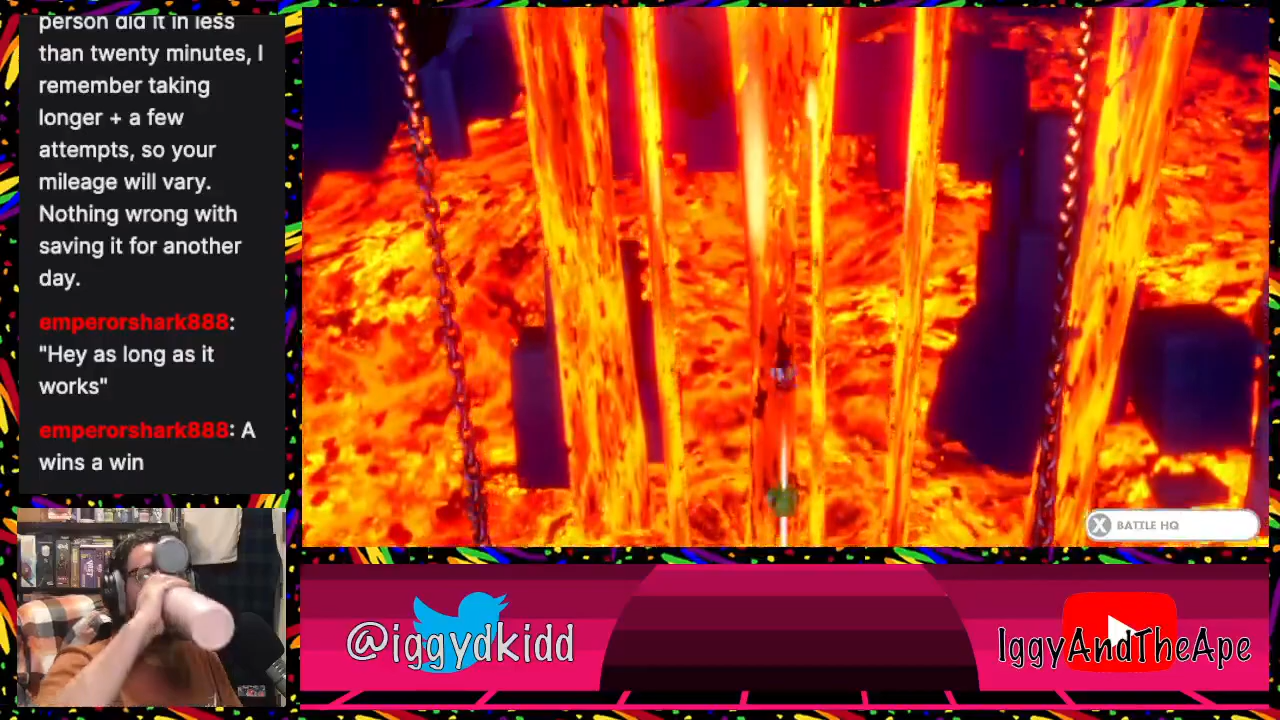 person did it in less
than twenty minutes, I
remember taking
longer + a few
attempts, so your
mileage will vary.
Nothing wrong with
saving it for another
day.
emperorshark888:
"Hey as long as it
works"
emperorshark888: A
wins a win
X BATTLE HQ
@iggydkidd
IggyAndTheApe